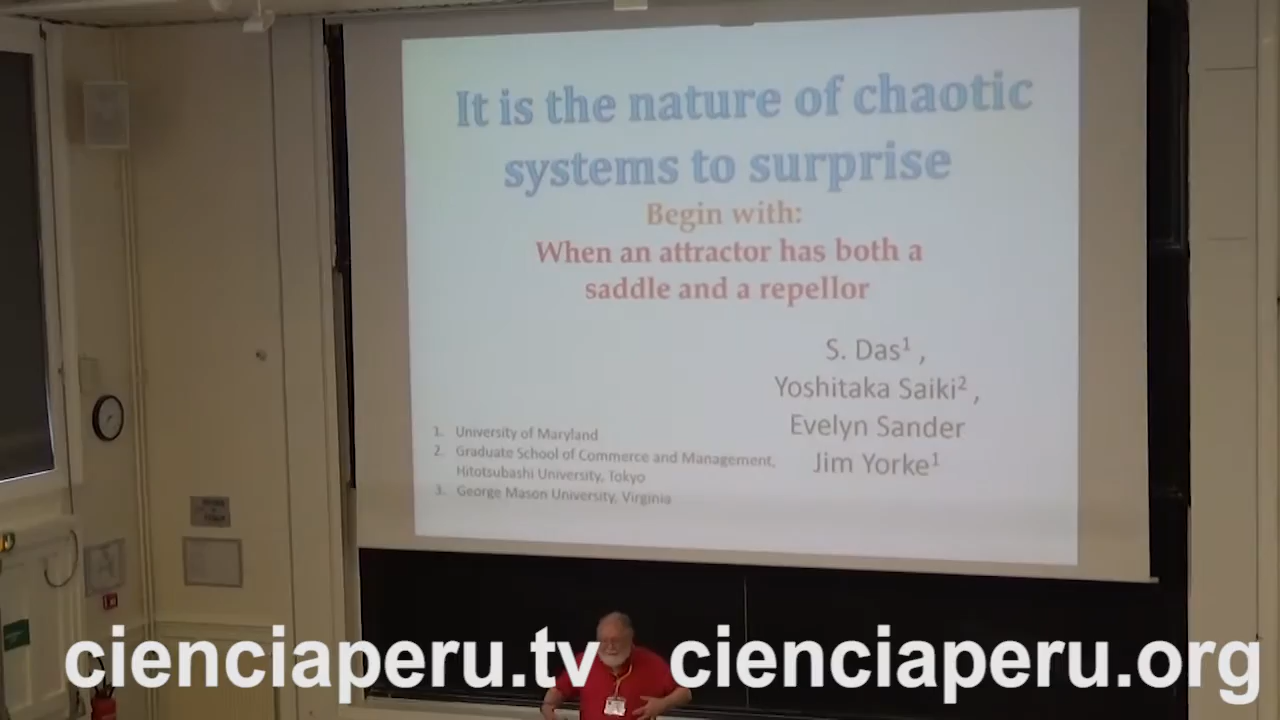 It is the nature of chaotic
systems to surprise
Begin with:
When an attractor has both a
saddle and a repellor
S. Das¹ ,
Yoshitaka Saiki² ,
Evelyn Sander
Jim Yorke¹
1. University of Maryland
2. Graduate School of Commerce and Management,
Hitotsubashi University, Tokyo
3. George Mason University, Virginia
cienciaperu.tv cienciaperu.org